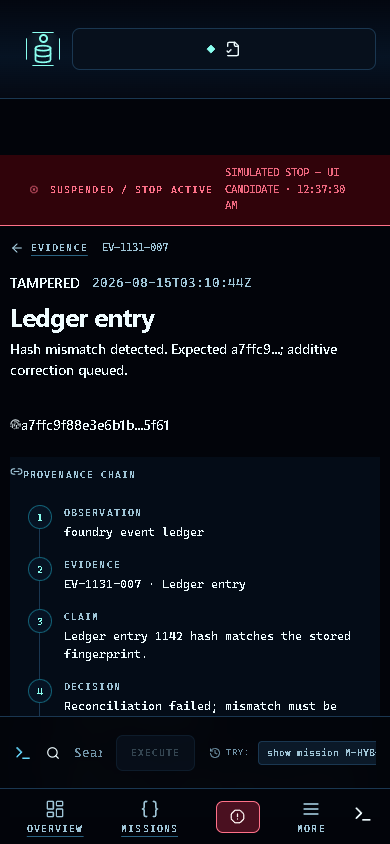 SUSPENDED / STOP ACTIVE
SIMULATED STOP — UI
CANDIDATE · 12:37:30
AM
EVIDENCE EV-1131-007
TAMPERED 2026-08-15T03:10:44Z
Ledger entry
Hash mismatch detected. Expected a7ffc9…; additive
correction queued.
a7ffc9f88e3e6b1b…5f61
PROVENANCE CHAIN
1 OBSERVATION
foundry event ledger
2 EVIDENCE
EV-1131-007 · Ledger entry
3 CLAIM
Ledger entry 1142 hash matches the stored
fingerprint.
4 DECISION
Reconciliation failed; mismatch must be
Sear EXECUTE TRY: show mission M-HYB
OVERVIEW MISSIONS MORE